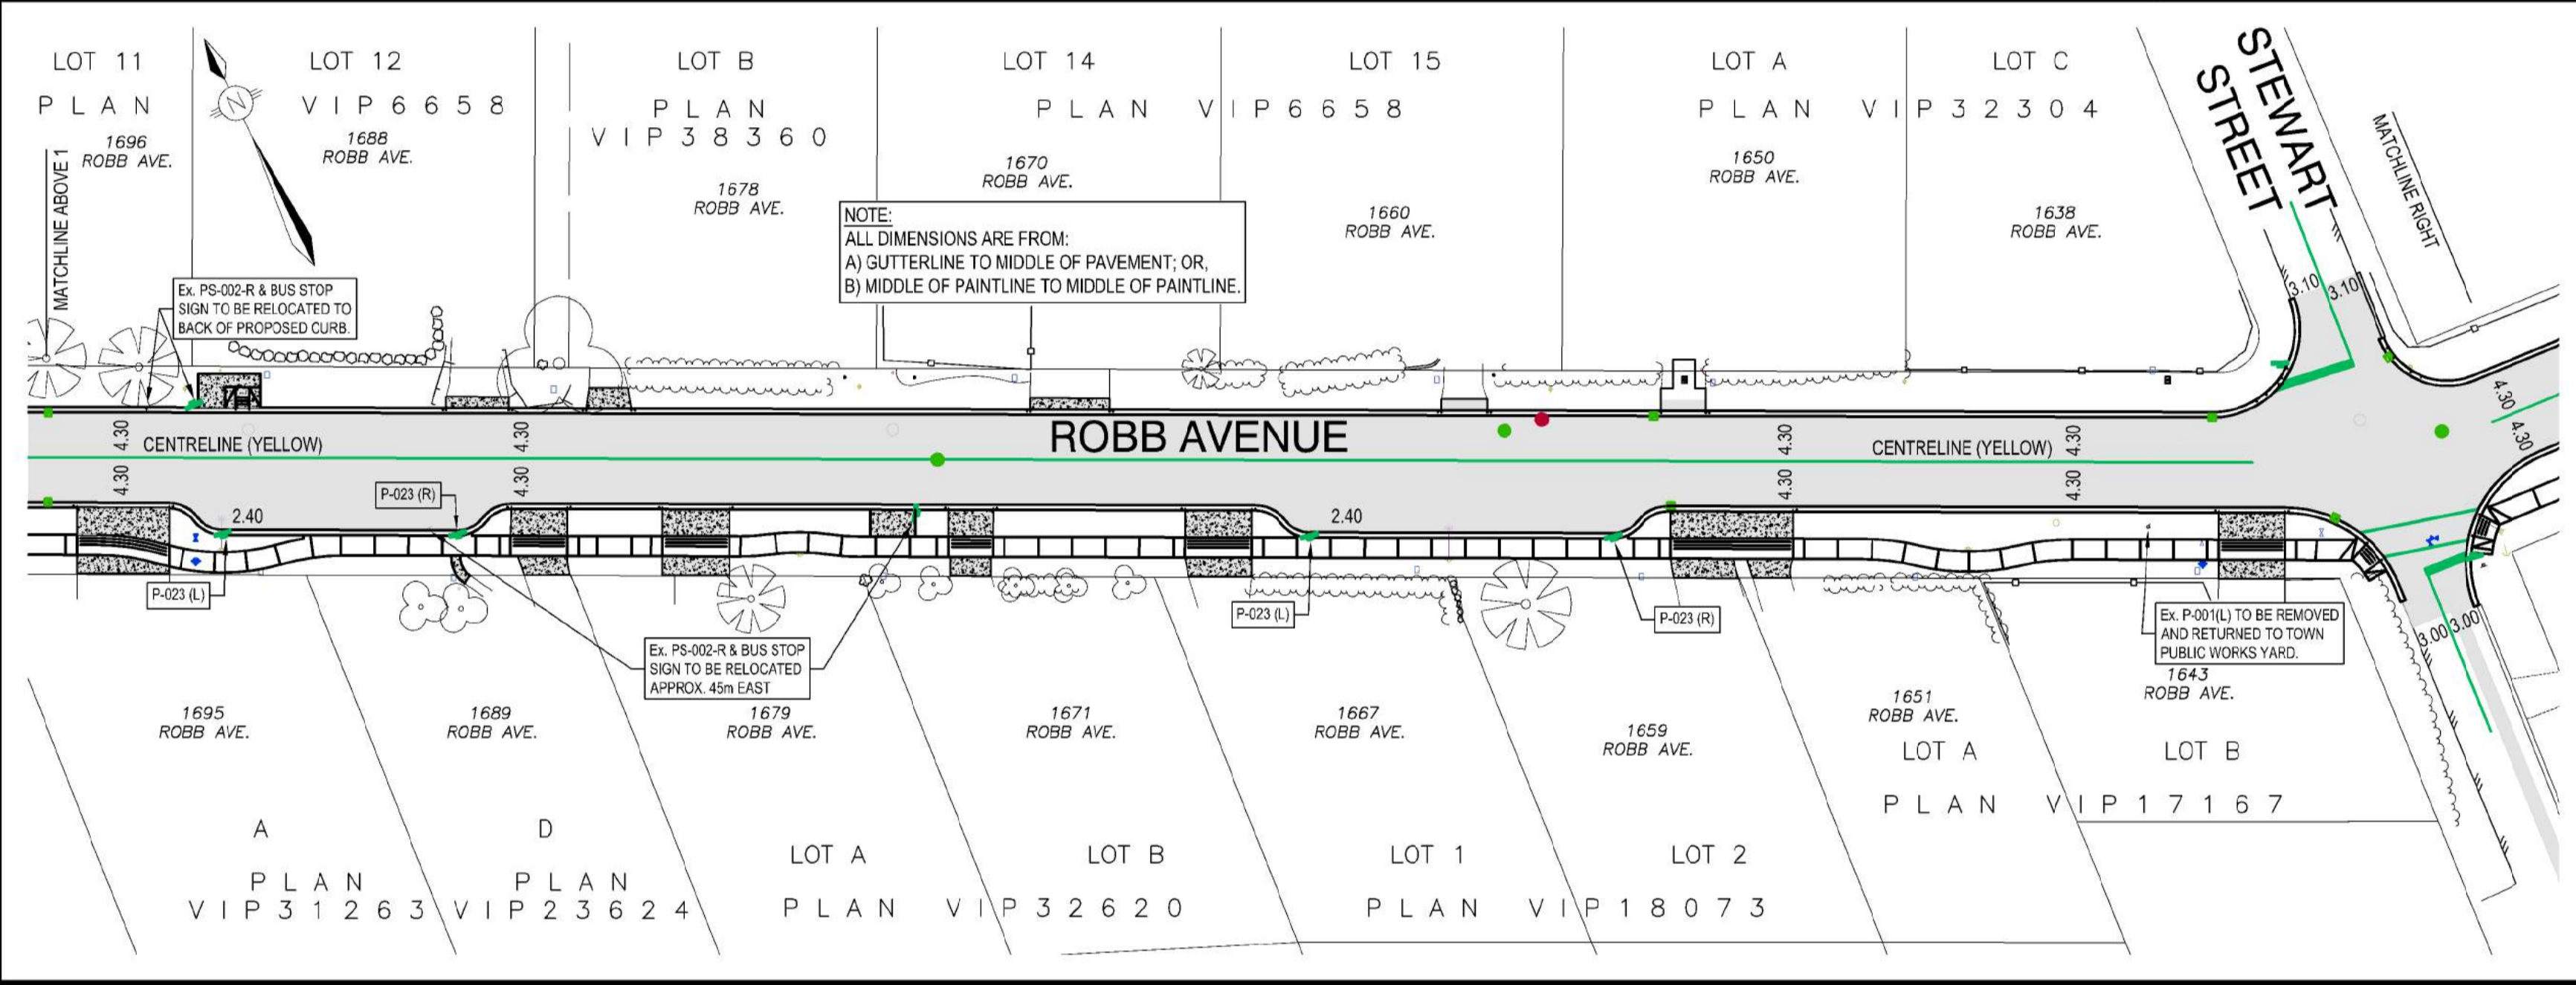 LOT 11
PLAN
1696
ROBB AVE.
MATCHLINE ABOVE 1
N
LOT 12
VIP6658
1688
ROBB AVE.
LOT B
PLAN
VIP38360
1678
ROBB AVE.
LOT 14
PLAN VIP6658
1670
ROBB AVE.
LOT 15
1660
ROBB AVE.
LOT A
PLAN VIP32304
1650
ROBB AVE.
LOT C
1638
ROBB AVE.
STEWART
STREET
MATCHLINE RIGHT
NOTE:
ALL DIMENSIONS ARE FROM:
A) GUTTERLINE TO MIDDLE OF PAVEMENT; OR,
B) MIDDLE OF PAINTLINE TO MIDDLE OF PAINTLINE.
Ex. PS-002-R & BUS STOP
SIGN TO BE RELOCATED TO
BACK OF PROPOSED CURB.
3.10
3.10
4.30
4.30
4.30
CENTRELINE (YELLOW)
4.30
ROBB AVENUE
4.30
CENTRELINE (YELLOW)
4.30
4.30
4.30
4.30
4.30
P-023 (R)
2.40
2.40
P-023 (L)
P-023 (L)
P-023 (R)
Ex. PS-002-R & BUS STOP
SIGN TO BE RELOCATED
APPROX. 45m EAST
Ex. P-001(L) TO BE REMOVED
AND RETURNED TO TOWN
PUBLIC WORKS YARD.
3.00
3.00
1695
ROBB AVE.
1689
ROBB AVE.
1679
ROBB AVE.
1671
ROBB AVE.
1667
ROBB AVE.
1659
ROBB AVE.
1651
ROBB AVE.
1643
ROBB AVE.
LOT A
LOT B
PLAN VIP17167
A
PLAN
VIP31263
D
PLAN
VIP23624
LOT A
LOT B
PLAN VIP32620
LOT 1
LOT 2
PLAN VIP18073